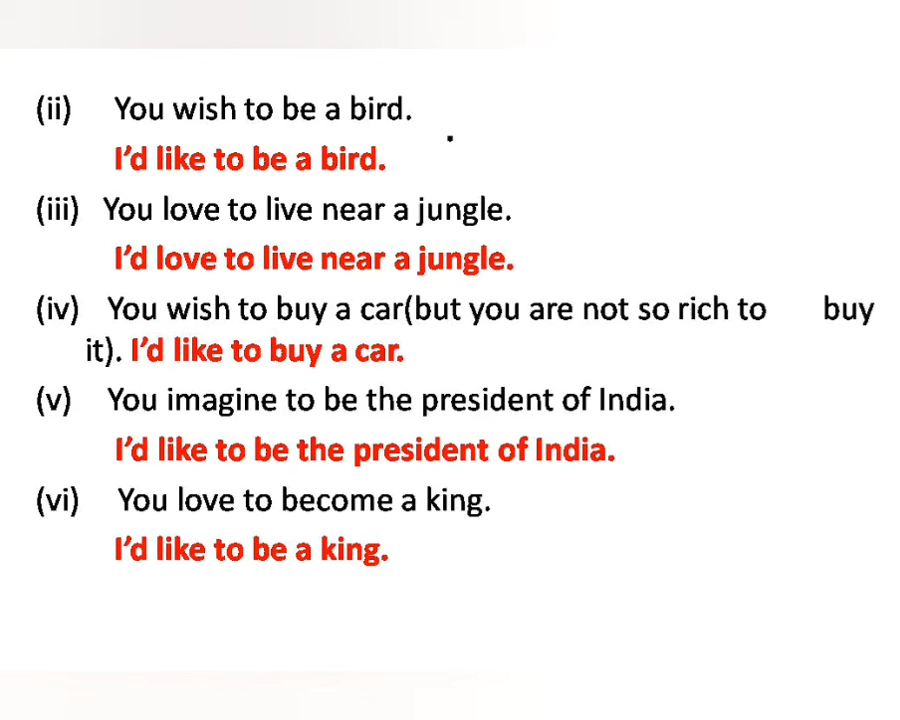 (ii) You wish to be a bird.
I'd like to be a bird.
(iii) You love to live near a jungle.
I'd love to live near a jungle.
(iv) You wish to buy a car(but you are not so rich to buy
it). I'd like to buy a car.
(v) You imagine to be the president of India.
I'd like to be the president of India.
(vi) You love to become a king.
I'd like to be a king.